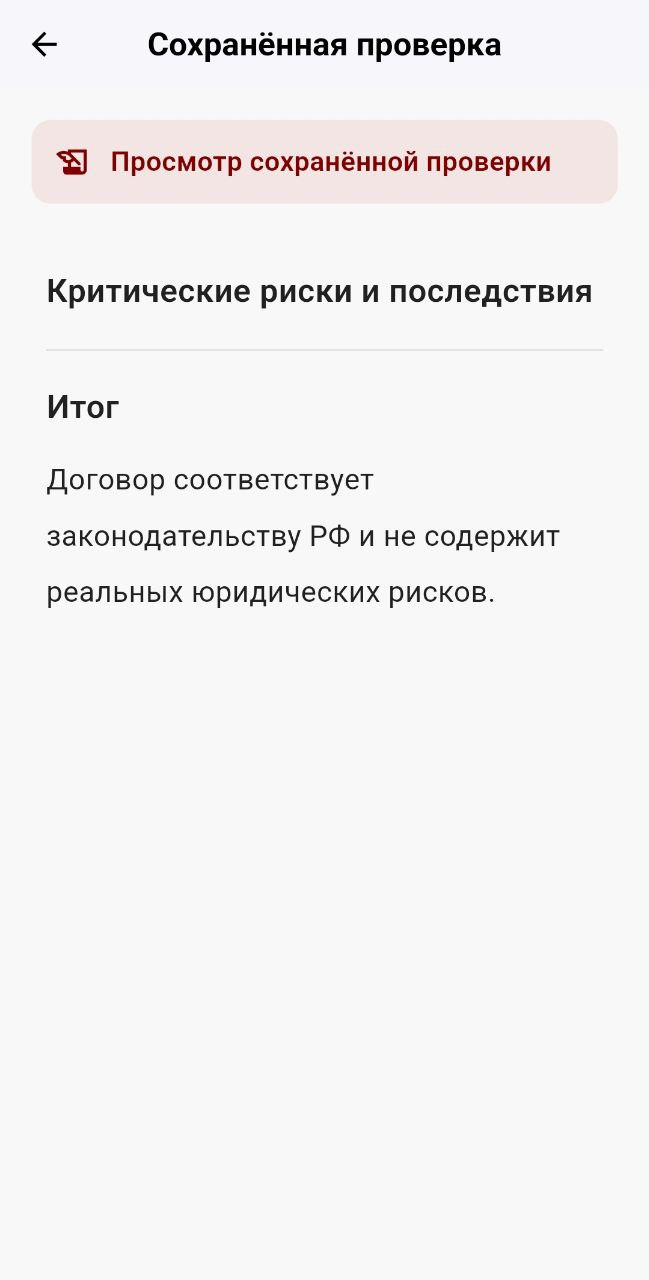 Сохранённая проверка
Просмотр сохранённой проверки
Критические риски и последствия
Итог
Договор соответствует
законодательству РФ и не содержит
реальных юридических рисков.